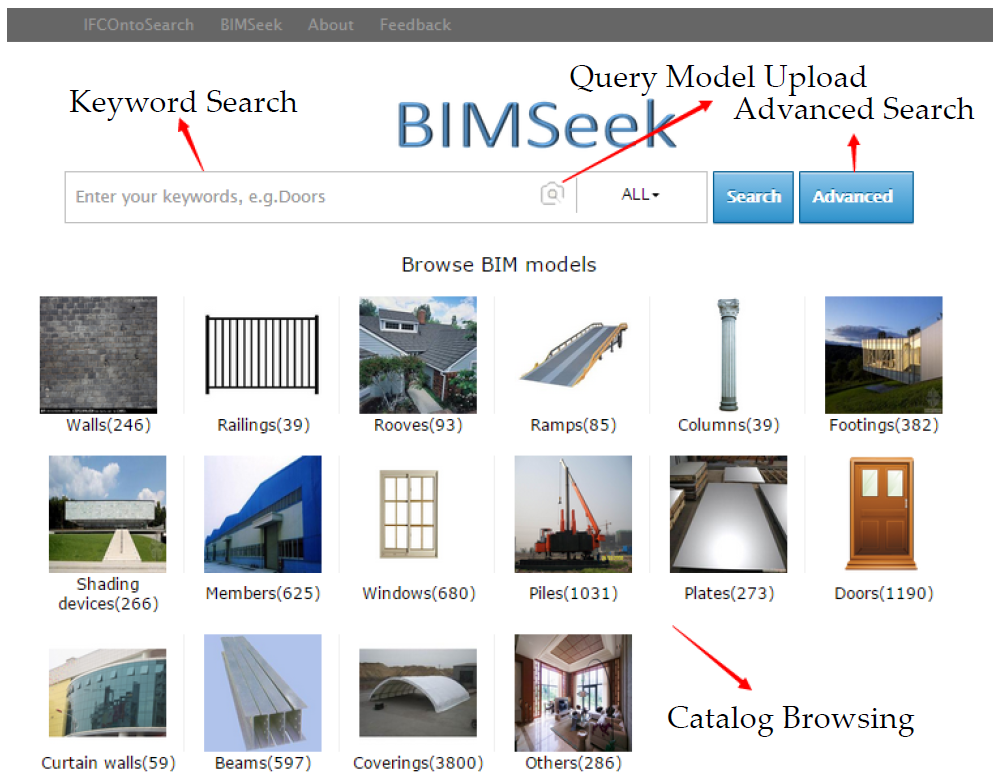 IFCOntoSearch BIMSeek About Feedback
Query Model Upload
Keyword Search
Advanced Search
BIMSeek
Enter your keywords, e.g.Doors
ALL
Search
Advanced
Browse BIM models
Walls(246) Railings(39) Rooves(93) Ramps(85) Columns(39) Footings(382)
Shading
devices(266) Members(625) Windows(680) Piles(1031) Plates(273) Doors(1190)
Catalog Browsing
Curtain walls(59) Beams(597) Coverings(3800) Others(286)